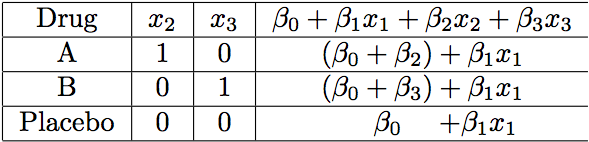 Drug x₂ x₃ β₀ + β₁x₁ + β₂x₂ + β₃x₃
A 1 0 (β₀ + β₂) + β₁x₁
B 0 1 (β₀ + β₃) + β₁x₁
Placebo 0 0 β₀ +β₁x₁